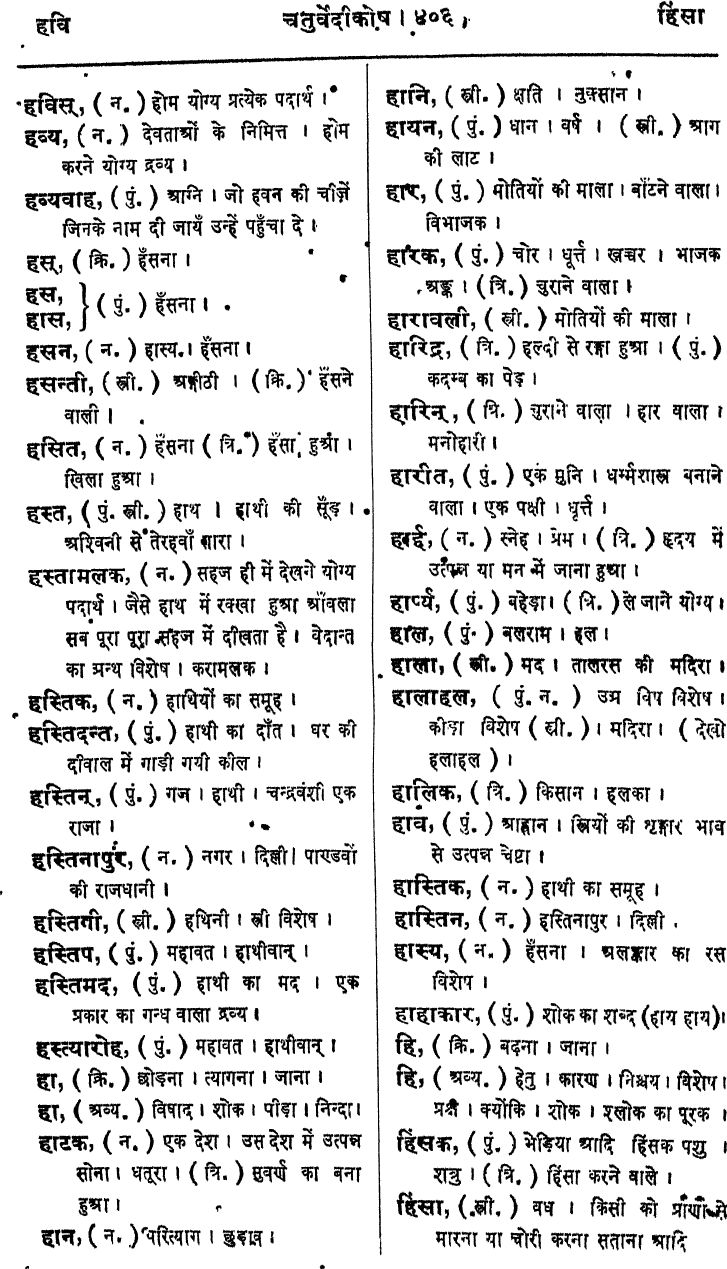 हवि
चतुर्वेदीकोष । ४०६ ।
हिंसा
हविस्, ( न. ) होम योग्य प्रत्येक पदार्थ ।
हव्य, ( न. ) देवताओं के निमित्त । होम
करने योग्य द्रव्य ।
हव्यवाह, ( पुं. ) अग्नि । जो हवन की चीज़ें
जिनके नाम दी जायँ उन्हें पहुँचा दे ।
हस्, ( क्रि. ) हँसना ।
हस,
हास, } ( पुं. ) हँसना ।
हसन, ( न. ) हास्य । हँसना ।
हसन्ती, ( स्त्री. ) अङ्गीठी । ( क्रि. ) हँसने
वाली ।
हसित, ( न. ) हँसना ( त्रि. ) हँसा हुआ ।
खिला हुआ ।
हस्त, ( पुं. स्त्री. ) हाथ । हाथी की सूँड़ ।
अश्विनी से तेरहवाँ तारा ।
हस्तामलक, ( न. ) सहज ही में देखने योग्य
पदार्थ । जैसे हाथ में रक्खा हुआ आँवला
सब पूरा पूरा सहज में दीखता है । वेदान्त
का ग्रन्थ विशेष । करामलक ।
हस्तिक, ( न. ) हाथियों का समूह ।
हस्तिदन्त, ( पुं. ) हाथी का दाँत । घर की
दीवाल में गाड़ी गयी कील ।
हस्तिन्, ( पुं. ) गज । हाथी । चन्द्रवंशी एक
राजा ।
हस्तिनापुर, ( न. ) नगर । दिल्ली । पाण्डवों
की राजधानी ।
हस्तिगी, ( स्त्री. ) हथिनी । स्त्री विशेष ।
हस्तिप, ( पुं. ) महावत । हाथीवान् ।
हस्तिमद, ( पुं. ) हाथी का मद । एक
प्रकार का गन्ध वाला द्रव्य ।
हस्त्यारोह, ( पुं. ) महावत । हाथीवान् ।
हा, ( क्रि. ) छोड़ना । त्यागना । जाना ।
हा, ( अव्य. ) विषाद । शोक । पीड़ा । निन्दा ।
हाटक, ( न. ) एक देश । उस देश में उत्पन्न
सोना । धतूरा । ( त्रि. ) सुवर्ण का बना
हुआ ।
हान, ( न. ) परित्याग । छुड़ाव ।
हानि, ( स्त्री. ) क्षति । नुक्सान ।
हायन, ( पुं. ) धान । वर्ष । ( स्त्री. ) आग
की लाट ।
हार, ( पुं. ) मोतियों की माला । बाँटने वाला ।
विभाजक ।
हारक, ( पुं. ) चोर । धूर्त्त । खच्चर । भाजक
अङ्क । ( त्रि. ) चुराने वाला ।
हारावली, ( स्त्री. ) मोतियों की माला ।
हारिद्र, ( त्रि. ) हल्दी से रङ्गा हुआ । ( पुं. )
कदम्ब का पेड़ ।
हारिन्, ( त्रि. ) चुराने वाला । हार वाला ।
मनोहारी ।
हारीत, ( पुं. ) एक मुनि । धर्म्मशास्त्र बनाने
वाला । एक पक्षी । धूर्त्त ।
हार्द्द, ( न. ) स्नेह । प्रेम । ( त्रि. ) हृदय में
उत्पन्न या मन में जाना हुआ ।
हार्य्य, ( पुं. ) बहेड़ा । ( त्रि. ) ले जाने योग्य ।
हाल, ( पुं. ) बलराम । हल ।
हाला, ( स्त्री. ) मद । तालरस की मदिरा ।
हालाहल, ( पुं. न. ) उग्र विष विशेष ।
कीडा विशेष ( स्त्री. ) । मदिरा । ( देखो
हलाहल ) ।
हालिक, ( त्रि. ) किसान । हलका ।
हाव, ( पुं. ) आह्वान । स्त्रियों की शृङ्गार भाव
से उत्पन्न चेष्टा ।
हास्तिक, ( न. ) हाथी का समूह ।
हास्तिन, ( न. ) हस्तिनापुर । दिल्ली .
हास्य, ( न. ) हँसना । अलङ्कार का रस
विशेष ।
हाहाकार, ( पुं. ) शोक का शब्द (हाय हाय) ।
हि, ( क्रि. ) बढ़ना । जाना ।
हि, ( अव्य. ) हेतु । कारण । निश्चय । विशेष ।
प्रश्न । क्योंकि । शोक । श्लोक का पूरक ।
हिंसक, ( पुं. ) भेड़िया आदि हिंसक पशु ।
शत्रु । ( त्रि. ) हिंसा करने वाले ।
हिंसा, ( स्त्री. ) वध । किसी को प्राणों से
मारना या चोरी करना सताना आदि